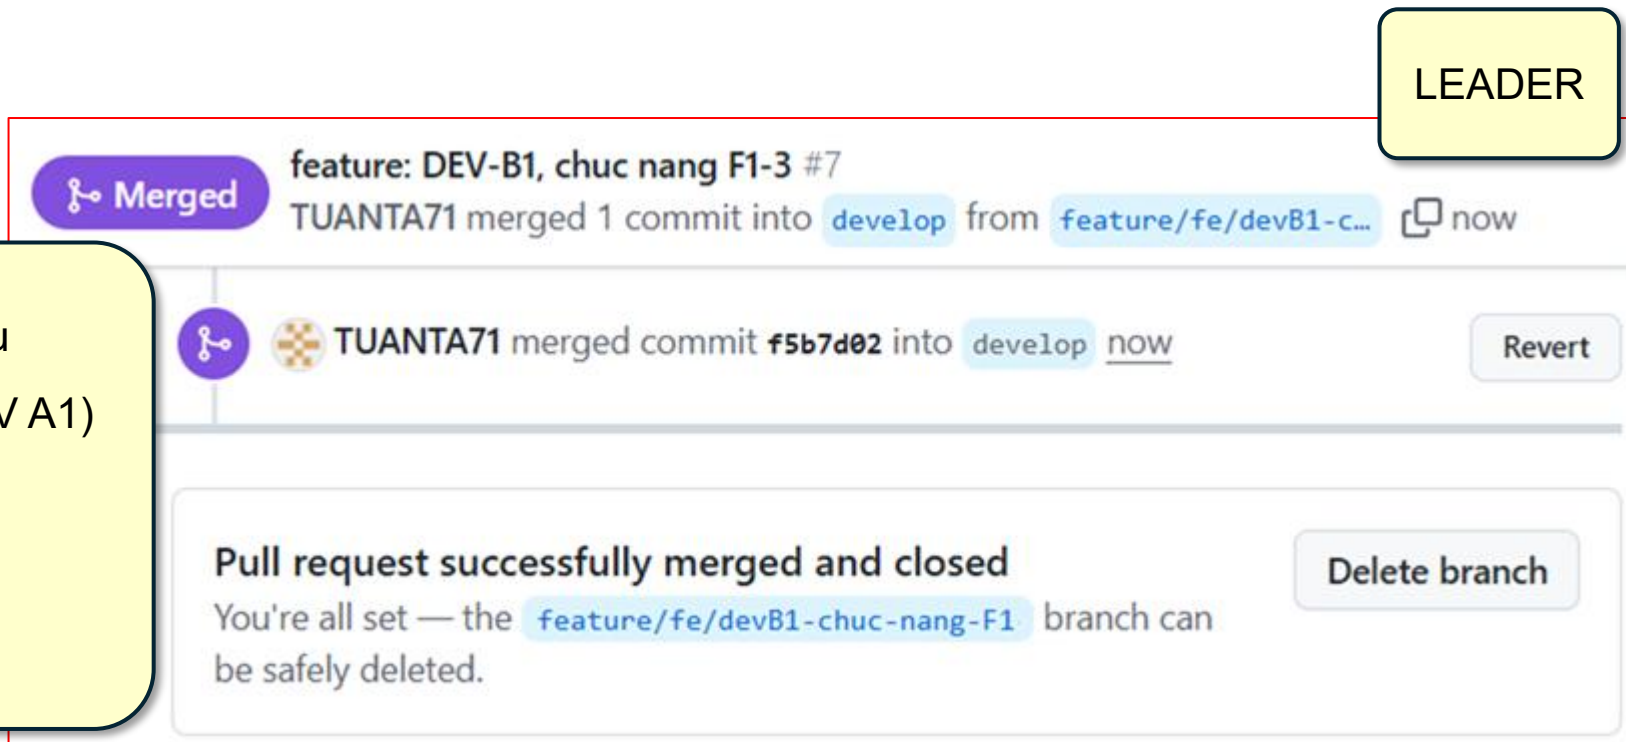 LEADER
Merged
feature: DEV-B1, chuc nang F1-3 #7
TUANTA71 merged 1 commit into develop from feature/fe/devB1-c… now
A1)
TUANTA71 merged commit f5b7d02 into develop now
Revert
Pull request successfully merged and closed
You're all set — the feature/fe/devB1-chuc-nang-F1 branch can
be safely deleted.
Delete branch